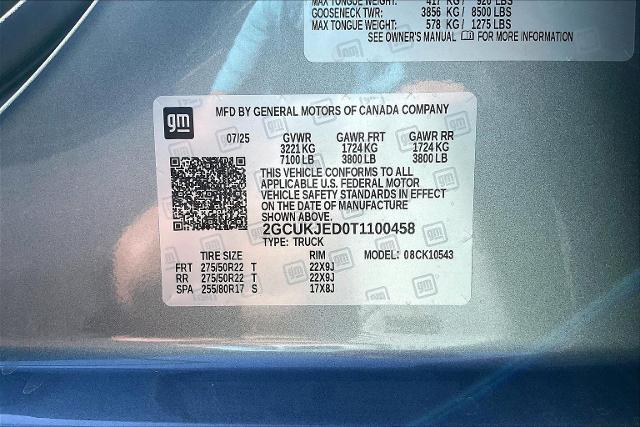 MAX TONGUE WEIGHT: 417 KG / 920 LBS
GOOSENECK TWR: 3856 KG / 8500 LBS
MAX TONGUE WEIGHT: 578 KG / 1275 LBS
SEE OWNER'S MANUAL FOR MORE INFORMATION
gm
MFD BY GENERAL MOTORS OF CANADA COMPANY
07/25 GVWR GAWR FRT GAWR RR
3221 KG 1724 KG 1724 KG
7100 LB 3800 LB 3800 LB
THIS VEHICLE CONFORMS TO ALL
APPLICABLE U.S. FEDERAL MOTOR
VEHICLE SAFETY STANDARDS IN EFFECT
ON THE DATE OF MANUFACTURE
SHOWN ABOVE.
2GCUKJED0T1100458
TYPE: TRUCK MODEL: 08CK10543
TIRE SIZE RIM
FRT 275/50R22 T 22X9J
RR 275/50R22 T 22X9J
SPA 255/80R17 S 17X8J